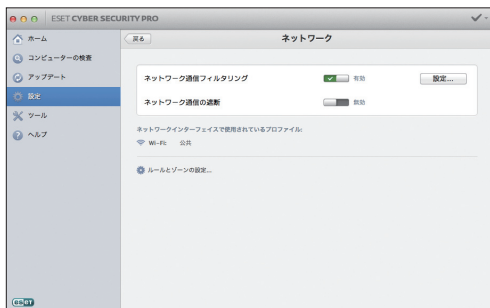 ESET CYBER SECURITY PRO
ホーム
コンピューターの検査
アップデート
設定
ツール
ヘルプ
戻る
ネットワーク
ネットワーク通信フィルタリング
有効
設定...
ネットワーク通信の遮断
無効
ネットワークインターフェイスで使用されているプロファイル:
Wi-Fi: 公共
ルールとゾーンの設定...
eset